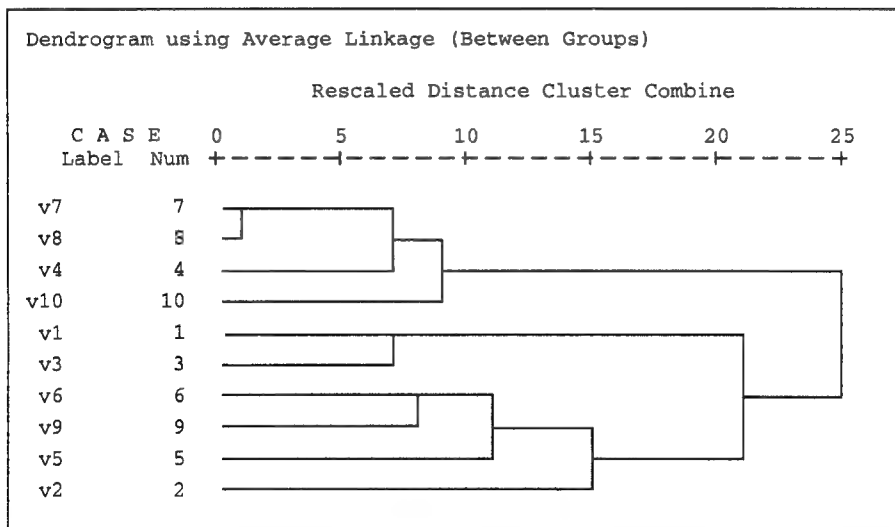 Dendrogram using Average Linkage (Between Groups)
Rescaled Distance Cluster Combine
C A S E 0 5 10 15 20 25
Label Num +---------+---------+---------+---------+---------+
v7 7
v8 8
v4 4
v10 10
v1 1
v3 3
v6 6
v9 9
v5 5
v2 2